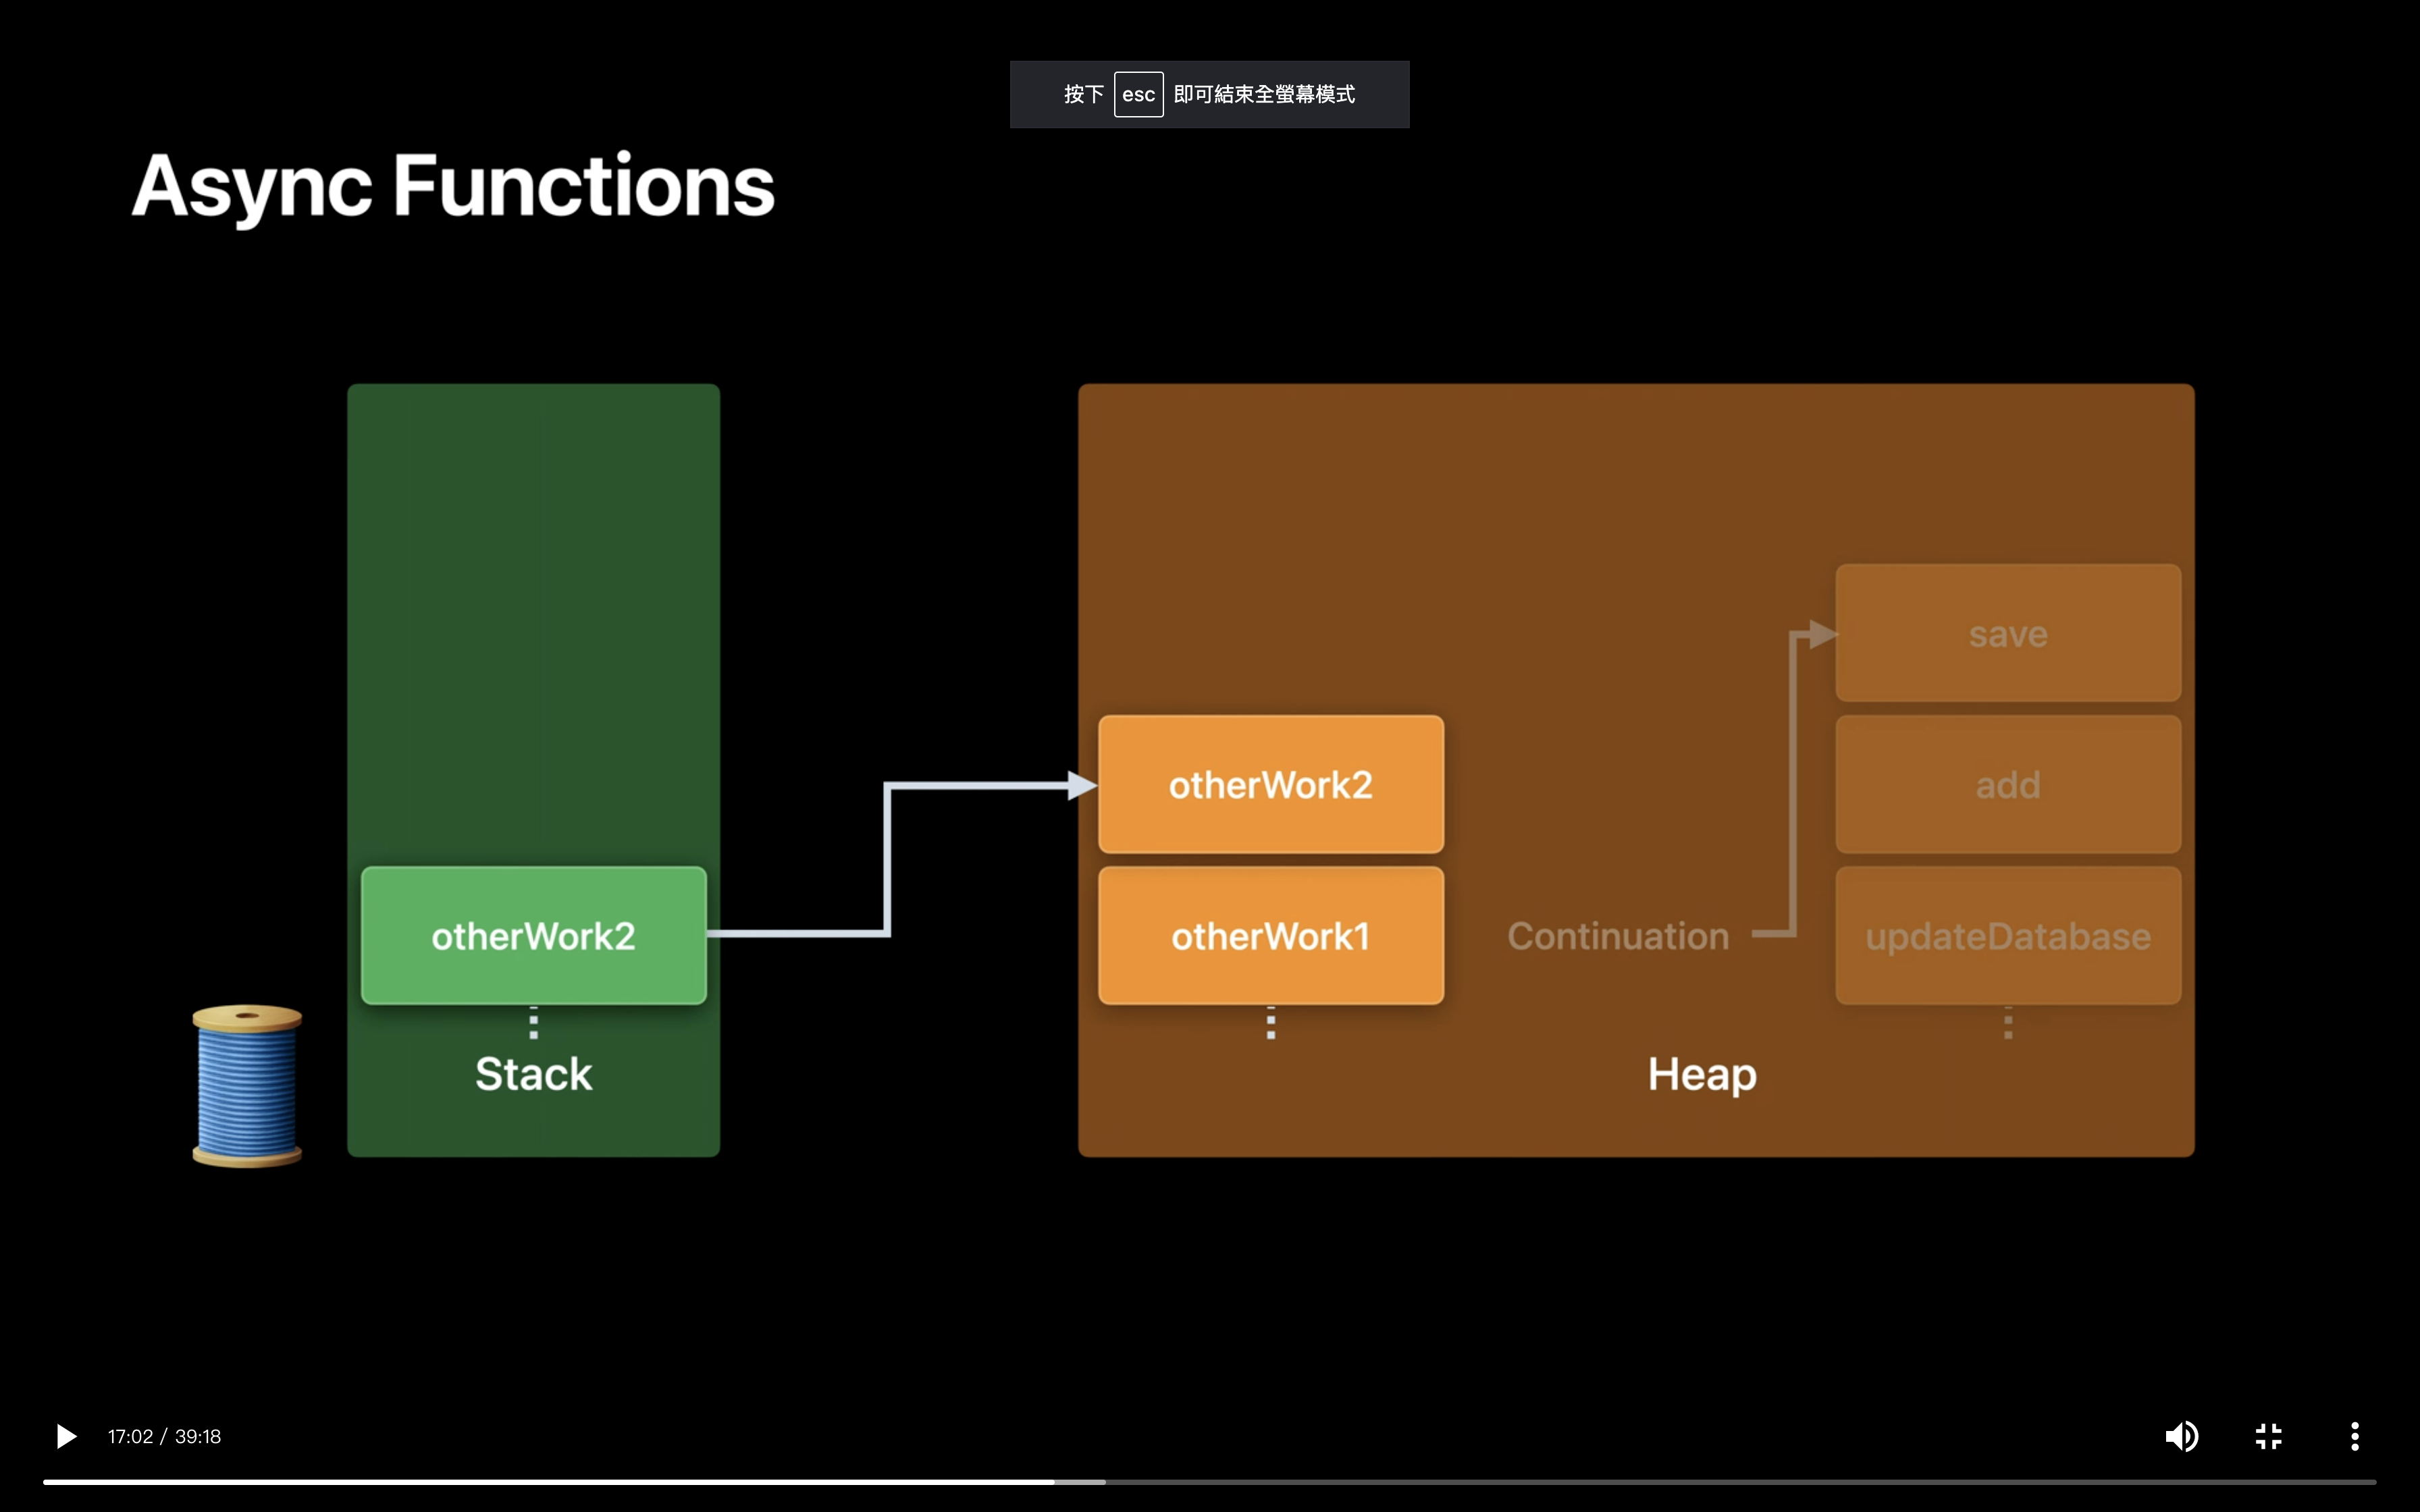 按下 esc 即可結束全螢幕模式
Async Functions
save
otherWork2
add
otherWork2
otherWork1
Continuation
updateDatabase
Stack
Heap
17:02 / 39:18